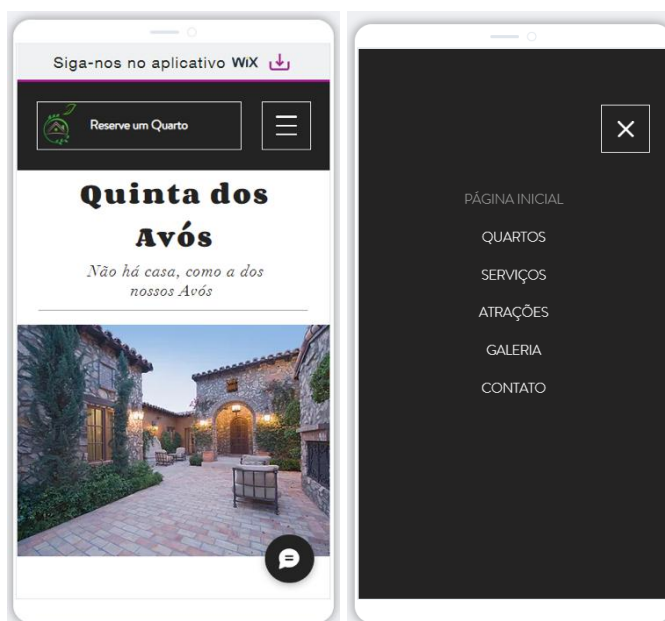 Siga-nos no aplicativo WiX
Reserve um Quarto
Quinta dos
Avós
Não há casa, como a dos
nossos Avós
PÁGINA INICIAL
QUARTOS
SERVIÇOS
ATRAÇÕES
GALERIA
CONTATO